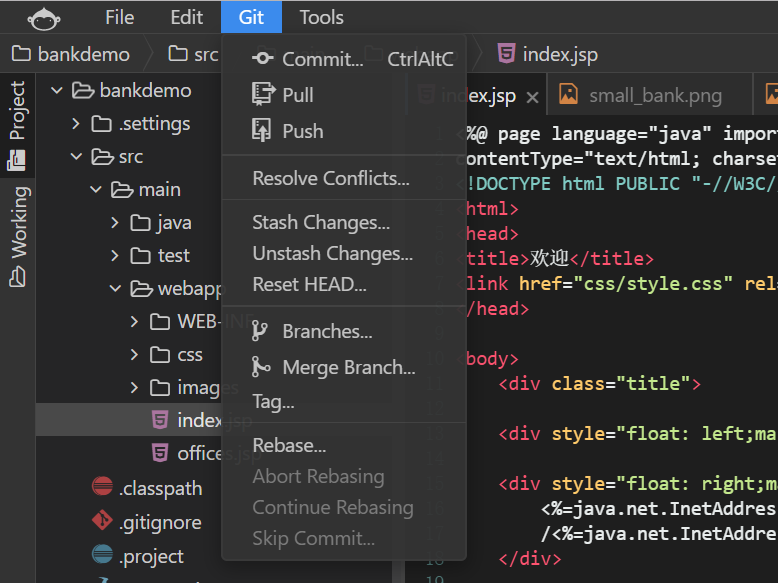 File Edit Git Tools
bankdemo src index.jsp
Project
Working
bankdemo
.settings
src
main
java
test
webapp
WEB-INF
css
images
index.jsp
offices.jsp
.classpath
.gitignore
.project
Commit... CtrlAltC
Pull
Push
Resolve Conflicts...
Stash Changes...
Unstash Changes...
Reset HEAD...
Branches...
Merge Branch...
Tag...
Rebase...
Abort Rebasing
Continue Rebasing
Skip Commit...
index.jsp small_bank.png
<%@ page language="java" import
contentType="text/html; charset
!DOCTYPE html PUBLIC "-//W3C/
<html>
<head>
<title>欢迎</title>
<link href="css/style.css" rel=
</head>
<body>
<div class="title">
<div style="float: left;ma
<div style="float: right;m
<%=java.net.InetAddres
/<%=java.net.InetAddre
18 </div>
19